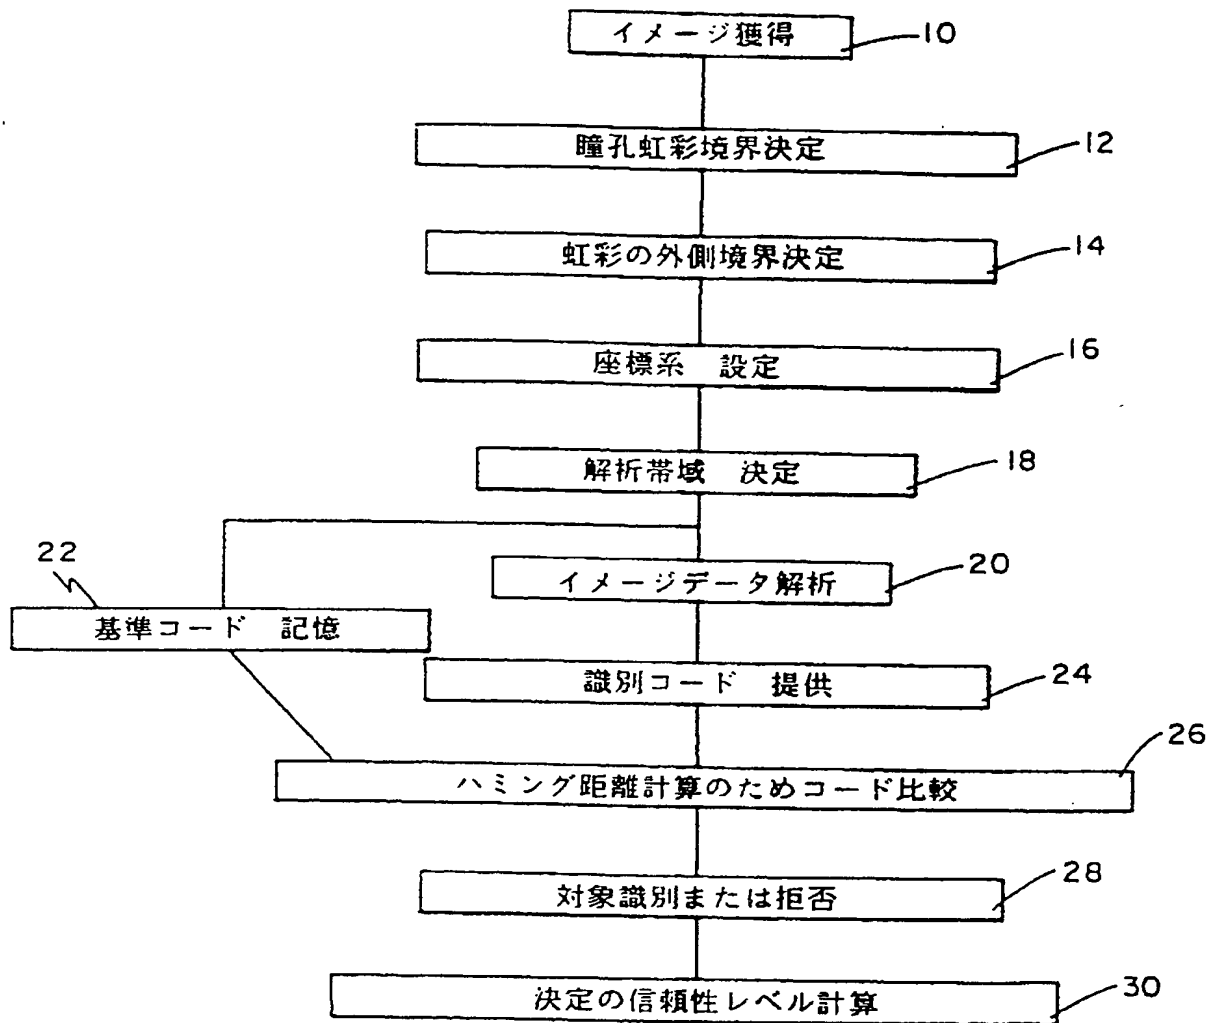 イメージ獲得
10
瞳孔虹彩境界決定
12
虹彩の外側境界決定
14
座標系 設定
16
解析帯域 決定
18
22
イメージデータ解析
20
基準コード 記憶
識別コード 提供
24
26
ハミング距離計算のためコード比較
対象識別または拒否
28
決定の信頼性レベル計算
30